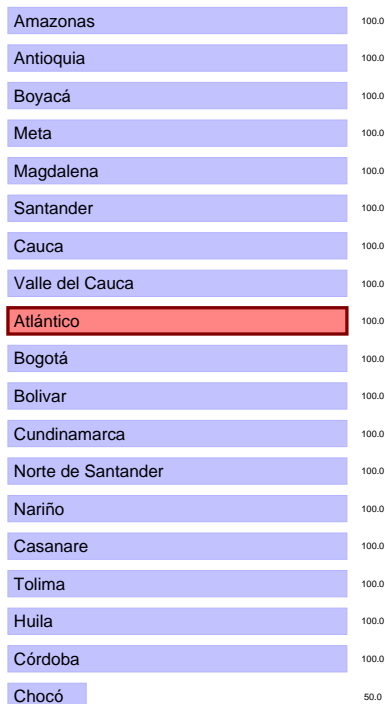 Amazonas 100.0
Antioquia 100.0
Boyacá 100.0
Meta 100.0
Magdalena 100.0
Santander 100.0
Cauca 100.0
Valle del Cauca 100.0
Atlántico 100.0
Bogotá 100.0
Bolivar 100.0
Cundinamarca 100.0
Norte de Santander 100.0
Nariño 100.0
Casanare 100.0
Tolima 100.0
Huila 100.0
Córdoba 100.0
Chocó 50.0